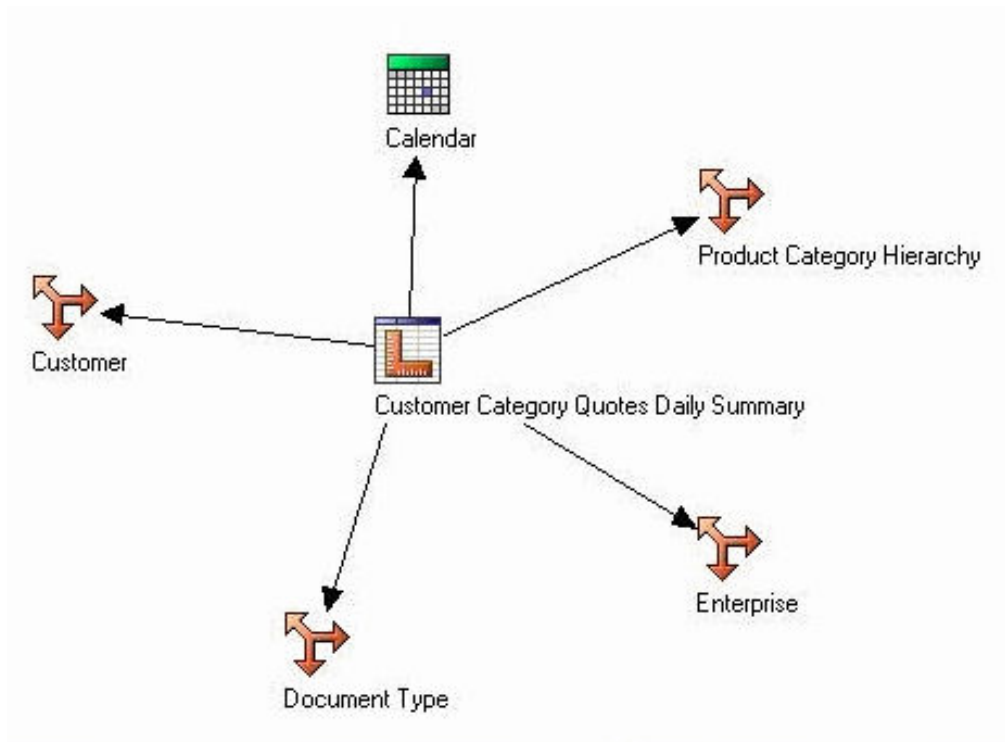 Calendar
Product Category Hierarchy
Customer
Customer Category Quotes Daily Summary
Enterprise
Document Type